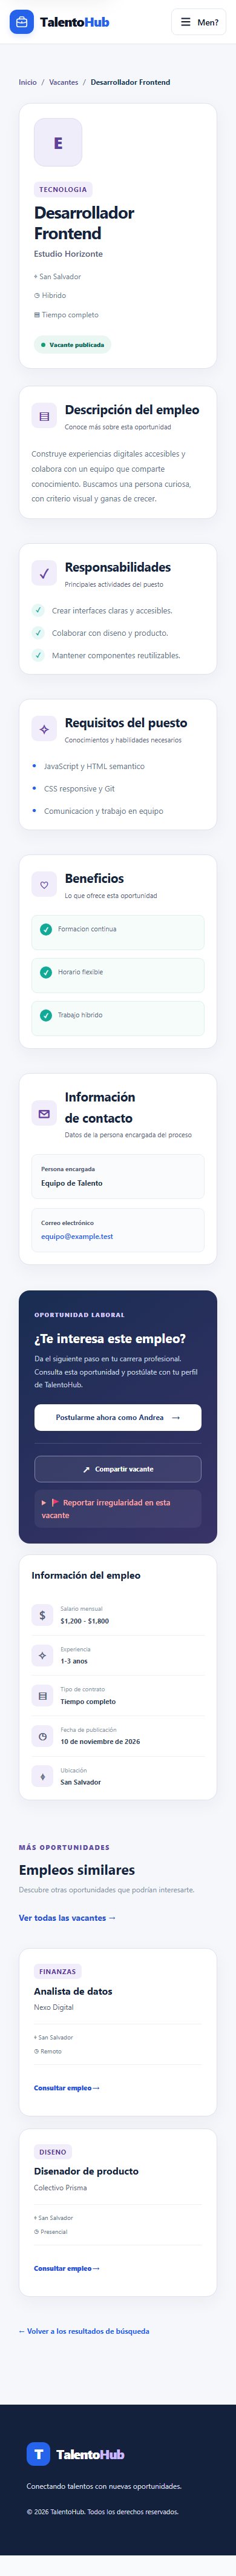 TalentoHub
Men?
Inicio / Vacantes / Desarrollador Frontend
E
TECNOLOGIA
Desarrollador
Frontend
Estudio Horizonte
San Salvador
Hibrido
Tiempo completo
Vacante publicada
Descripción del empleo
Conoce más sobre esta oportunidad
Construye experiencias digitales accesibles y
colabora con un equipo que comparte
conocimiento. Buscamos una persona curiosa,
con criterio visual y ganas de crecer.
Responsabilidades
Principales actividades del puesto
✓ Crear interfaces claras y accesibles.
✓ Colaborar con diseno y producto.
✓ Mantener componentes reutilizables.
Requisitos del puesto
Conocimientos y habilidades necesarios
• JavaScript y HTML semantico
• CSS responsive y Git
• Comunicacion y trabajo en equipo
Beneficios
Lo que ofrece esta oportunidad
✓ Formacion continua
✓ Horario flexible
✓ Trabajo hibrido
Información
de contacto
Datos de la persona encargada del proceso
Persona encargada
Equipo de Talento
Correo electrónico
equipo@example.test
OPORTUNIDAD LABORAL
¿Te interesa este empleo?
Da el siguiente paso en tu carrera profesional.
Consulta esta oportunidad y postúlate con tu perfil
de TalentoHub.
Postularme ahora como Andrea →
↗ Compartir vacante
▶ 🚩 Reportar irregularidad en esta
vacante
Información del empleo
$ Salario mensual
$1,200 - $1,800
Experiencia
1-3 anos
Tipo de contrato
Tiempo completo
Fecha de publicación
10 de noviembre de 2026
Ubicación
San Salvador
MÁS OPORTUNIDADES
Empleos similares
Descubre otras oportunidades que podrían interesarte.
Ver todas las vacantes →
FINANZAS
Analista de datos
Nexo Digital
San Salvador
Remoto
Consultar empleo →
DISENO
Disenador de producto
Colectivo Prisma
San Salvador
Presencial
Consultar empleo →
← Volver a los resultados de búsqueda
T TalentoHub
Conectando talentos con nuevas oportunidades.
© 2026 TalentoHub. Todos los derechos reservados.